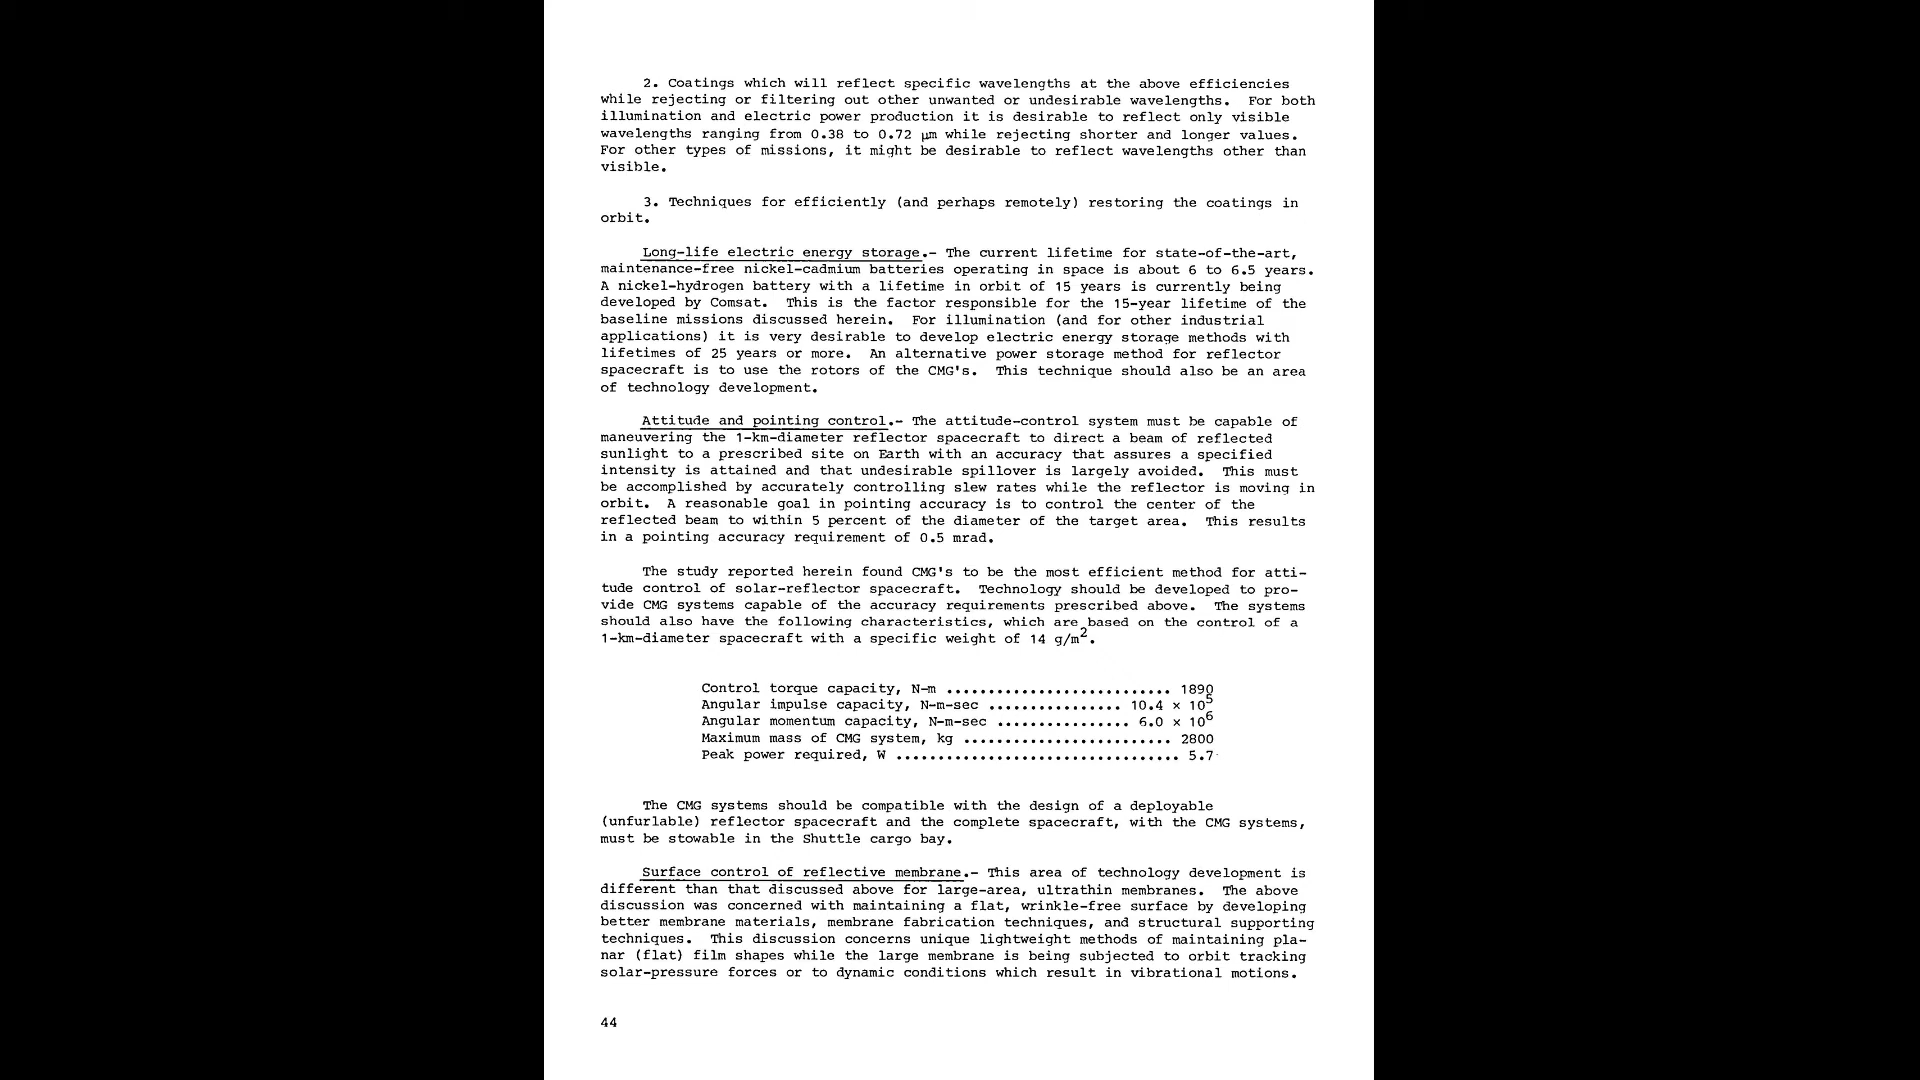 2. Coatings which will reflect specific wavelengths at the above efficiencies
while rejecting or filtering out other unwanted or undesirable wavelengths. For both
illumination and electric power production it is desirable to reflect only visible
wavelengths ranging from 0.38 to 0.72 μm while rejecting shorter and longer values.
For other types of missions, it might be desirable to reflect wavelengths other than
visible.
3. Techniques for efficiently (and perhaps remotely) restoring the coatings in
orbit.
Long-life electric energy storage.- The current lifetime for state-of-the-art,
maintenance-free nickel-cadmium batteries operating in space is about 6 to 6.5 years.
A nickel-hydrogen battery with a lifetime in orbit of 15 years is currently being
developed by Comsat. This is the factor responsible for the 15-year lifetime of the
baseline missions discussed herein. For illumination (and for other industrial
applications) it is very desirable to develop electric energy storage methods with
lifetimes of 25 years or more. An alternative power storage method for reflector
spacecraft is to use the rotors of the CMG's. This technique should also be an area
of technology development.
Attitude and pointing control.- The attitude-control system must be capable of
maneuvering the 1-km-diameter reflector spacecraft to direct a beam of reflected
sunlight to a prescribed site on Earth with an accuracy that assures a specified
intensity is attained and that undesirable spillover is largely avoided. This must
be accomplished by accurately controlling slew rates while the reflector is moving in
orbit. A reasonable goal in pointing accuracy is to control the center of the
reflected beam to within 5 percent of the diameter of the target area. This results
in a pointing accuracy requirement of 0.5 mrad.
The study reported herein found CMG's to be the most efficient method for atti-
tude control of solar-reflector spacecraft. Technology should be developed to pro-
vide CMG systems capable of the accuracy requirements prescribed above. The systems
should also have the following characteristics, which are based on the control of a
1-km-diameter spacecraft with a specific weight of 14 g/m².
Control torque capacity, N-m ........................... 1890
Angular impulse capacity, N-m-sec ................ 10.4 × 10⁵
Angular momentum capacity, N-m-sec ................ 6.0 × 10⁶
Maximum mass of CMG system, kg ......................... 2800
Peak power required, W .................................. 5.7
The CMG systems should be compatible with the design of a deployable
(unfurlable) reflector spacecraft and the complete spacecraft, with the CMG systems,
must be stowable in the Shuttle cargo bay.
Surface control of reflective membrane.- This area of technology development is
different than that discussed above for large-area, ultrathin membranes. The above
discussion was concerned with maintaining a flat, wrinkle-free surface by developing
better membrane materials, membrane fabrication techniques, and structural supporting
techniques. This discussion concerns unique lightweight methods of maintaining pla-
nar (flat) film shapes while the large membrane is being subjected to orbit tracking
solar-pressure forces or to dynamic conditions which result in vibrational motions.
44